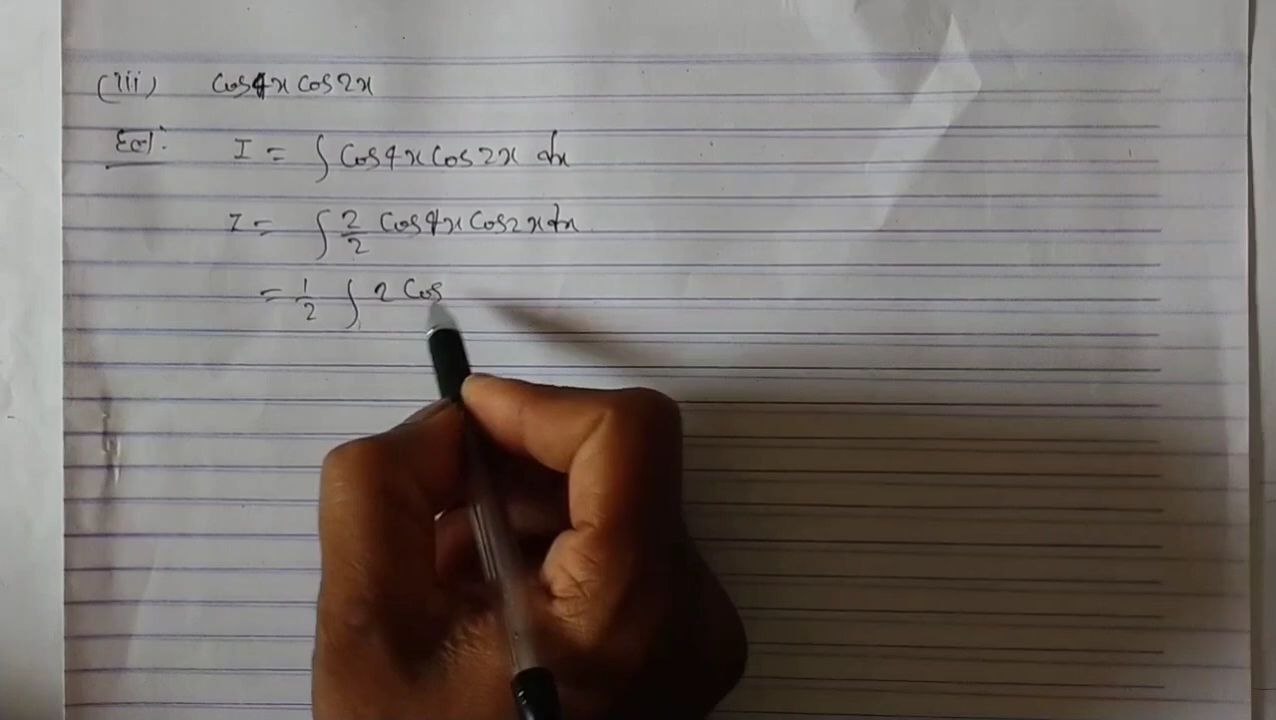 (iii) cos4x cos2x
Sol: I = ∫ cos4x cos2x dx
I = ∫ 2/2 cos4x cos2x dx
= 1/2 ∫ 2 cos